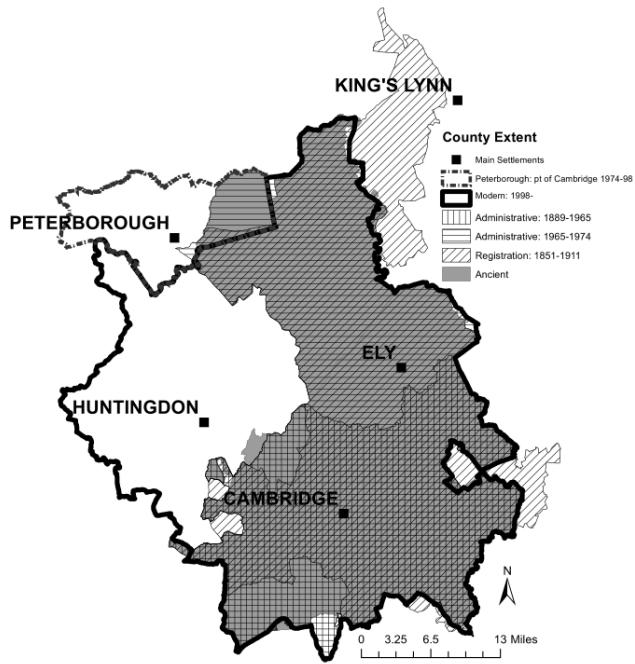 KING'S LYNN
County Extent
Main Settlements
Peterborough: pt of Cambridge 1974-98
Modern: 1998-
Administrative: 1889-1965
Administrative: 1965-1974
Registration: 1851-1911
Ancient
PETERBOROUGH
ELY
HUNTINGDON
CAMBRIDGE
N
0 3.25 6.5 13 Miles